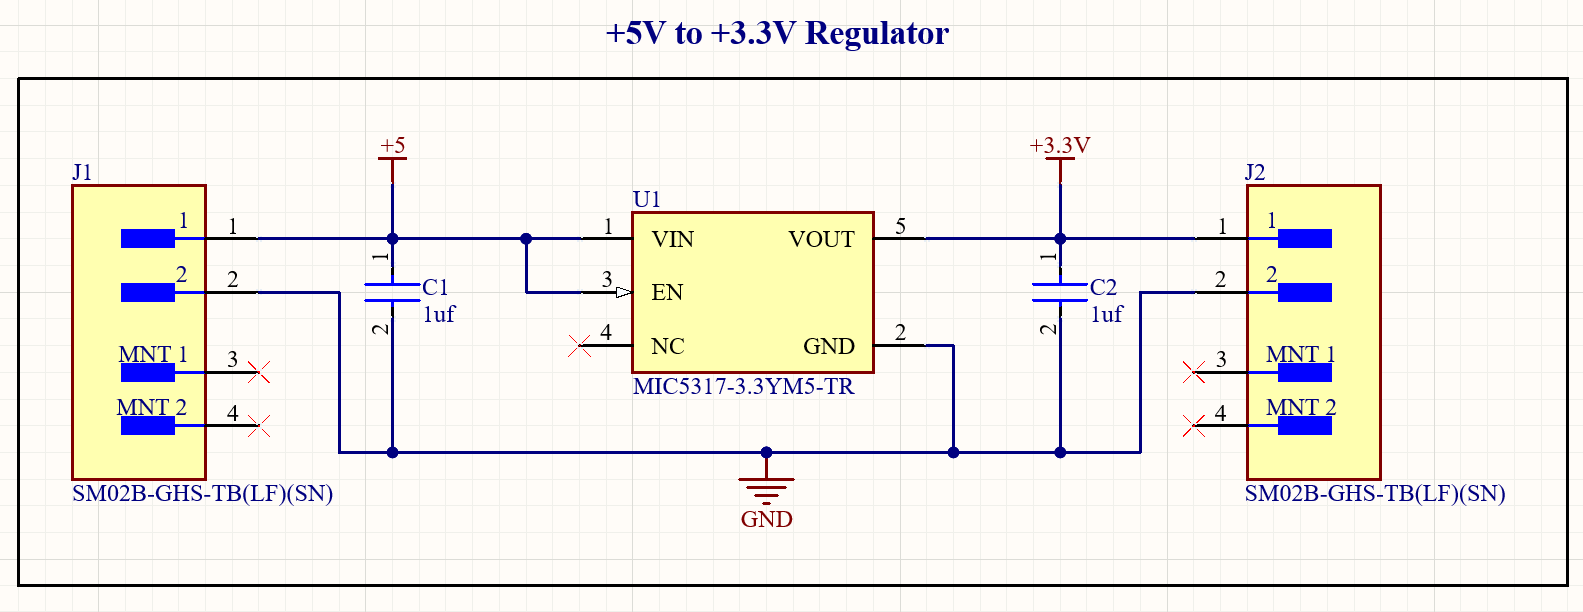 +5V to +3.3V Regulator
+5
+3.3V
J1
J2
U1
1
1
1
VIN
VOUT
5
1
1
2
2
1
C1
1uf
2
3
EN
1
C2
1uf
2
2
2
4
NC
GND
2
MIC5317-3.3YM5-TR
MNT 1
3
MNT 2
4
3
MNT 1
4
MNT 2
SM02B-GHS-TB(LF)(SN)
SM02B-GHS-TB(LF)(SN)
GND